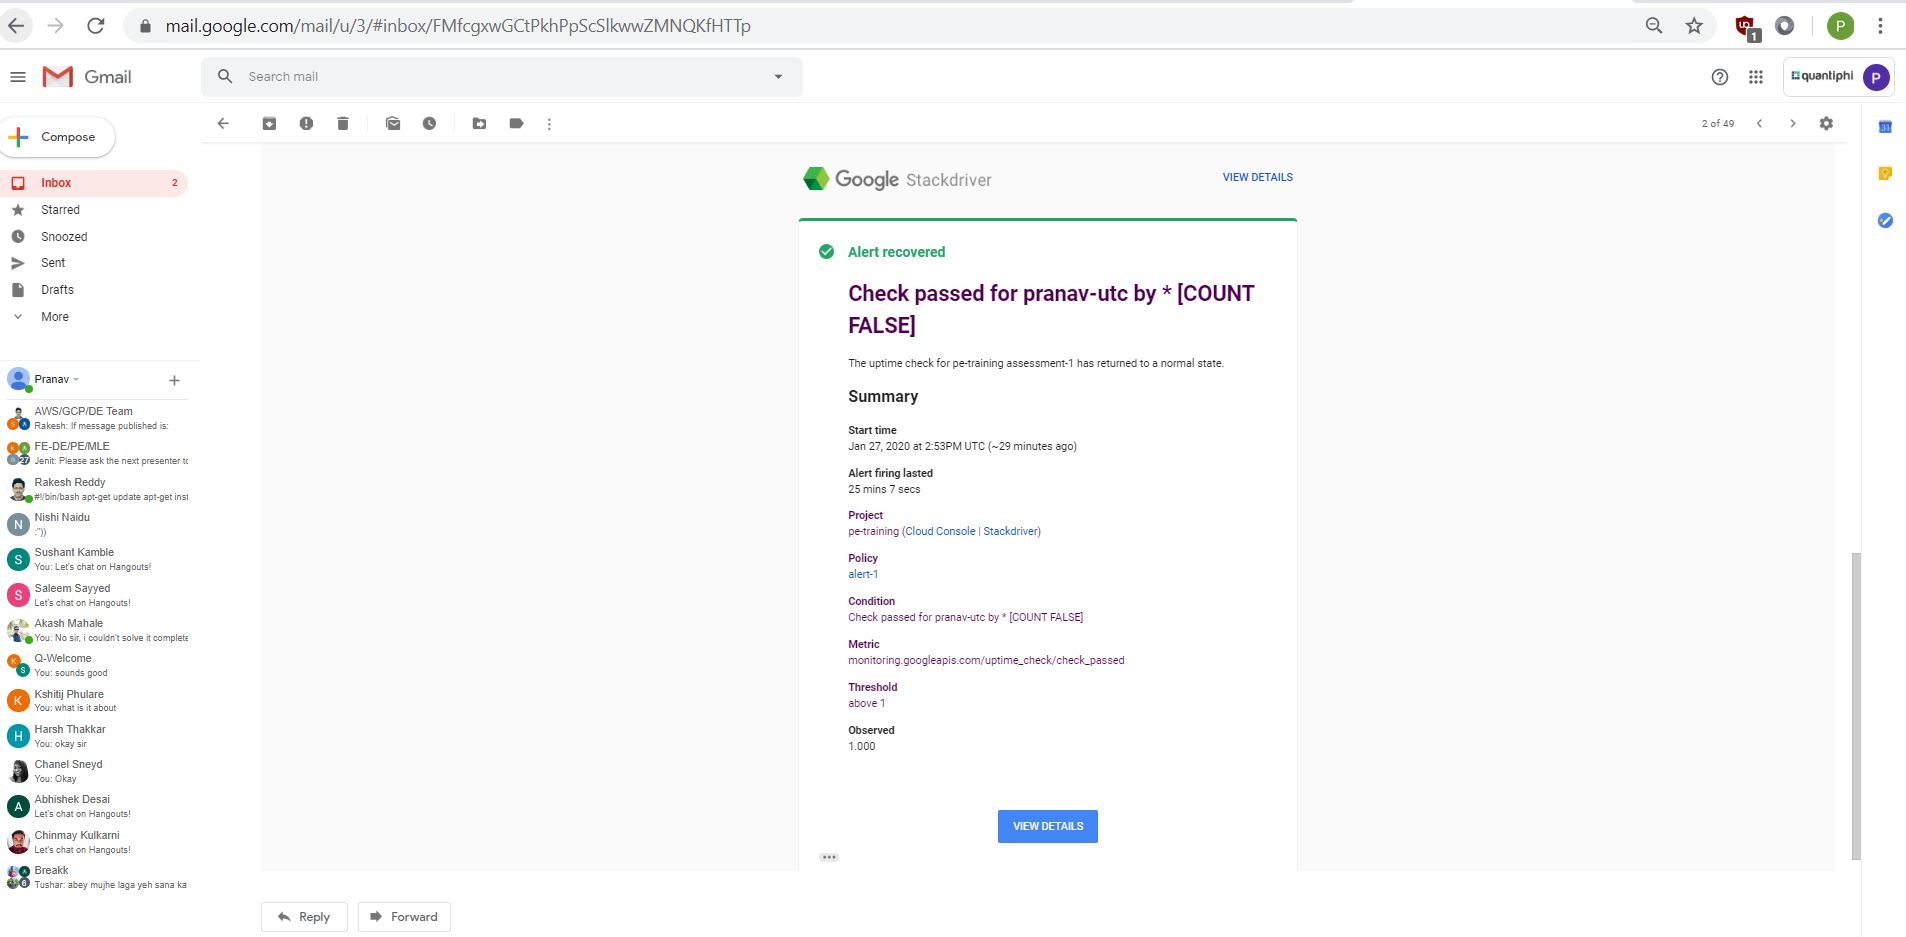 mail.google.com/mail/u/3/#inbox/FMfcgxwGCtPkhPpScSlkwwZMNQKfHTTp
1
P
Gmail
Search mail
quantiphi
P
Compose
2 of 49
31
Inbox 2
Starred
Snoozed
Sent
Drafts
More
Pranav
AWS/GCP/DE Team
Rakesh: If message published is:
FE-DE/PE/MLE
27
Jenit: Please ask the next presenter to
Rakesh Reddy
#!/bin/bash apt-get update apt-get inst
N
Nishi Naidu
:"))
S
Sushant Kamble
You: Let's chat on Hangouts!
S
Saleem Sayyed
Let's chat on Hangouts!
Akash Mahale
You: No sir, i couldn't solve it complete
K
S
Q-Welcome
You: sounds good
K
Kshitij Phulare
You: what is it about
H
Harsh Thakkar
You: okay sir
Chanel Sneyd
You: Okay
A
Abhishek Desai
Let's chat on Hangouts!
Chinmay Kulkarni
Let's chat on Hangouts!
Breakk
6
Tushar: abey mujhe laga yeh sana ka
Google Stackdriver
VIEW DETAILS
Alert recovered
Check passed for pranav-utc by * [COUNT
FALSE]
The uptime check for pe-training assessment-1 has returned to a normal state.
Summary
Start time
Jan 27, 2020 at 2:53PM UTC (~29 minutes ago)
Alert firing lasted
25 mins 7 secs
Project
pe-training (Cloud Console | Stackdriver)
Policy
alert-1
Condition
Check passed for pranav-utc by * [COUNT FALSE]
Metric
monitoring.googleapis.com/uptime_check/check_passed
Threshold
above 1
Observed
1.000
VIEW DETAILS
Reply
Forward